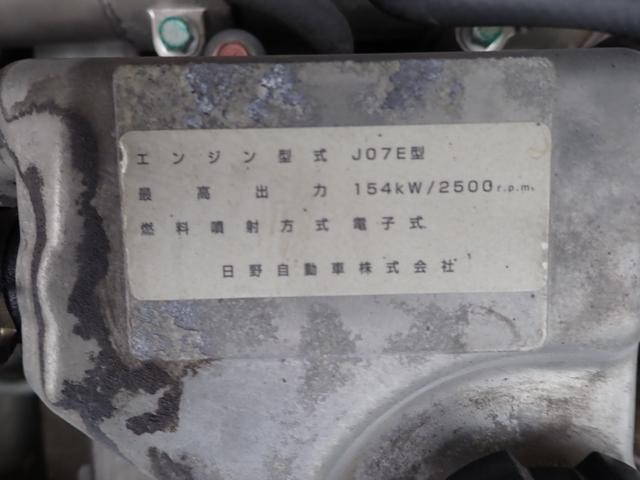 エンジン型式 J07E型
最高出力 154kW/2500r.p.m.
燃料噴射方式 電子式
日野自動車株式会社